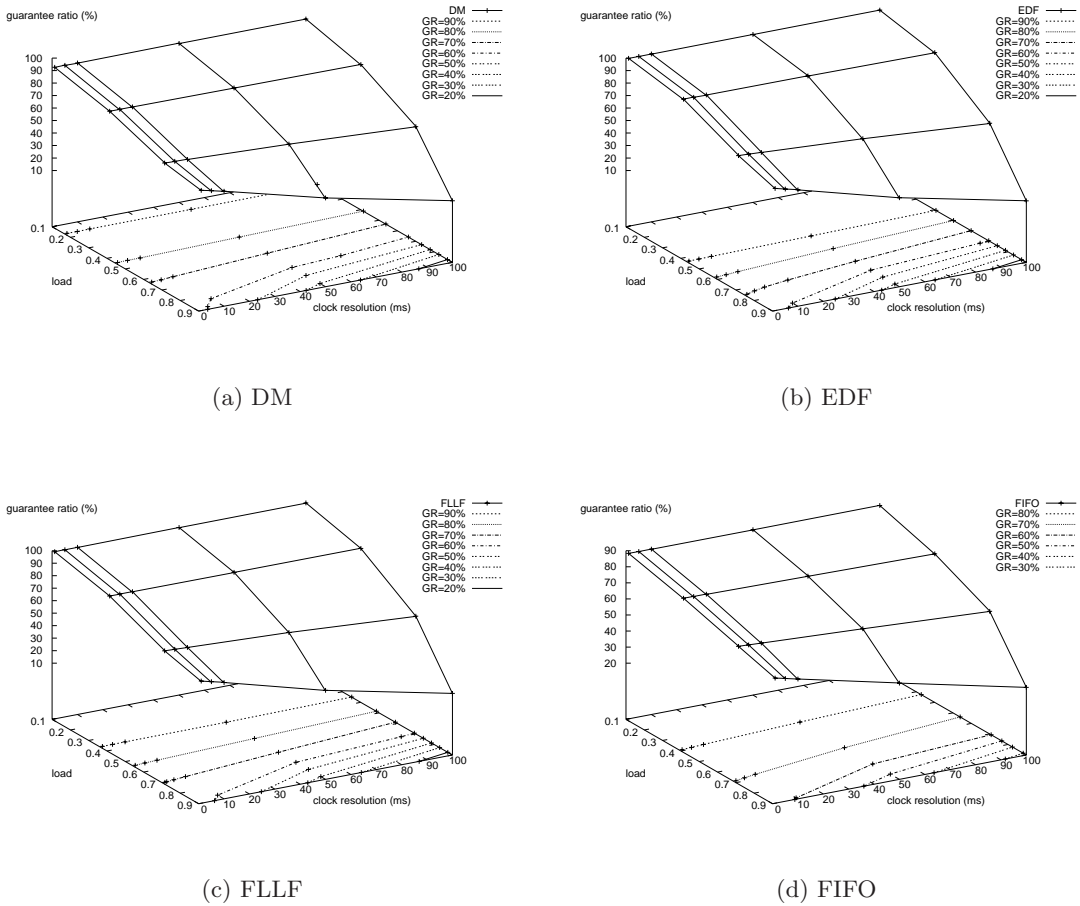 guarantee ratio (%)
DM
GR=90%
GR=80%
GR=70%
GR=60%
GR=50%
GR=40%
GR=30%
GR=20%
100
90
80
70
60
50
40
30
20
10
0.1
0.2
0.3
0.4
0.5
0.6
0.7
0.8
0.9
load
0
10
20
30
40
50
60
70
80
90
100
clock resolution (ms)
(a) DM
guarantee ratio (%)
EDF
GR=90%
GR=80%
GR=70%
GR=60%
GR=50%
GR=40%
GR=30%
GR=20%
100
90
80
70
60
50
40
30
20
10
0.1
0.2
0.3
0.4
0.5
0.6
0.7
0.8
0.9
load
0
10
20
30
40
50
60
70
80
90
100
clock resolution (ms)
(b) EDF
guarantee ratio (%)
FLLF
GR=90%
GR=80%
GR=70%
GR=60%
GR=50%
GR=40%
GR=30%
GR=20%
100
90
80
70
60
50
40
30
20
10
0.1
0.2
0.3
0.4
0.5
0.6
0.7
0.8
0.9
load
0
10
20
30
40
50
60
70
80
90
100
clock resolution (ms)
(c) FLLF
guarantee ratio (%)
FIFO
GR=80%
GR=70%
GR=60%
GR=50%
GR=40%
GR=30%
90
80
70
60
50
40
30
20
0.1
0.2
0.3
0.4
0.5
0.6
0.7
0.8
0.9
load
0
10
20
30
40
50
60
70
80
90
100
clock resolution (ms)
(d) FIFO